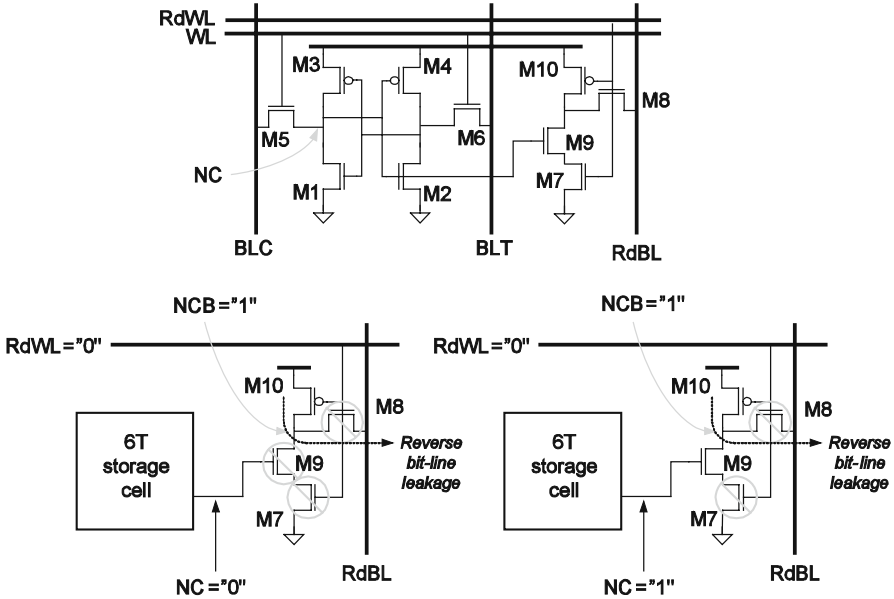 RdWL
WL
M3
M4
M10
M8
M5
M6
M9
NC
M7
M1
M2
BLC
BLT
RdBL
NCB="1"
RdWL="0"
M10
M8
6T
storage
cell
M9
Reverse
bit-line
leakage
M7
NC="0"
RdBL
NCB="1"
RdWL="0"
M10
M8
6T
storage
cell
M9
Reverse
bit-line
leakage
M7
NC="1"
RdBL